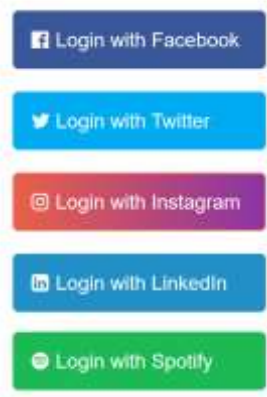 Login with Facebook
Login with Twitter
Login with Instagram
Login with LinkedIn
Login with Spotify